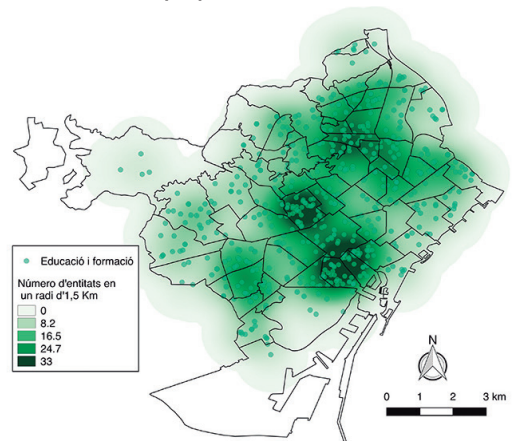 Educació i formació
Número d'entitats en
un radi d'1,5 Km
0
8.2
16.5
24.7
33
N
0 1 2 3 km